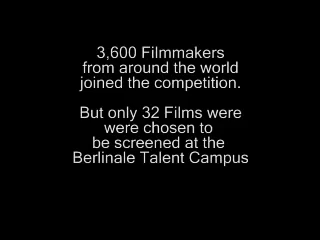 3,600 Filmmakers
from around the world
joined the competition.
But only 32 Films were
were chosen to
be screened at the
Berlinale Talent Campus